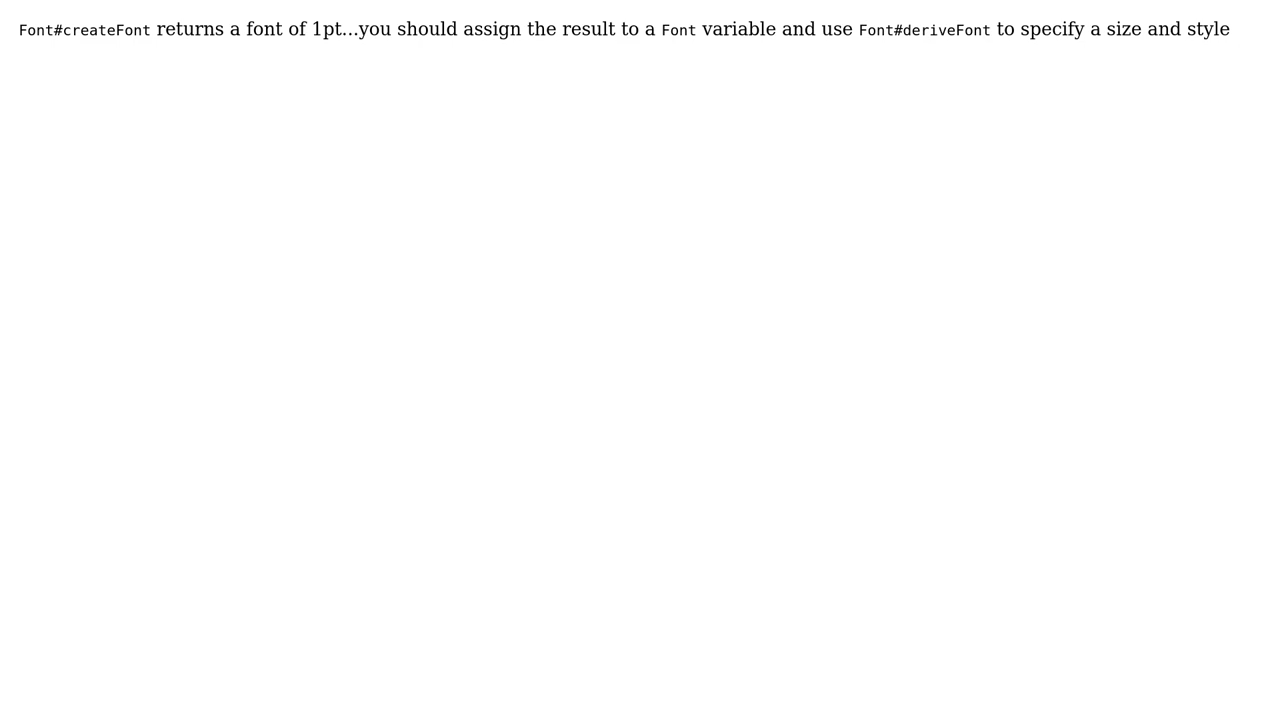 Font#createFont returns a font of 1pt...you should assign the result to a Font variable and use Font#deriveFont to specify a size and style